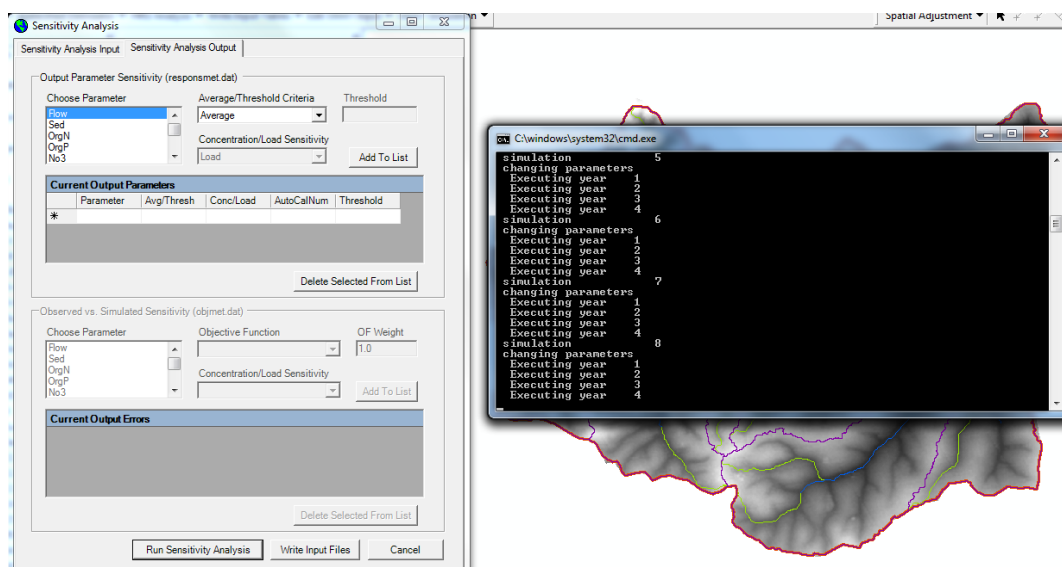 Spatial Adjustment
Sensitivity Analysis
Sensitivity Analysis Input Sensitivity Analysis Output
Output Parameter Sensitivity (responsmet.dat)
Choose Parameter Average/Threshold Criteria Threshold
Flow
Sed
OrgN
OrgP
No3
Average
Concentration/Load Sensitivity
Load Add To List
Current Output Parameters
Parameter Avg/Thresh Conc/Load AutoCalNum Threshold
*
Delete Selected From List
Observed vs. Simulated Sensitivity (objmet.dat)
Choose Parameter Objective Function OF Weight
Flow
Sed
OrgN
OrgP
No3
1.0
Concentration/Load Sensitivity
Add To List
Current Output Errors
Delete Selected From List
Run Sensitivity Analysis Write Input Files Cancel
C:\windows\system32\cmd.exe
simulation 5
changing parameters
Executing year 1
Executing year 2
Executing year 3
Executing year 4
simulation 6
changing parameters
Executing year 1
Executing year 2
Executing year 3
Executing year 4
simulation 7
changing parameters
Executing year 1
Executing year 2
Executing year 3
Executing year 4
simulation 8
changing parameters
Executing year 1
Executing year 2
Executing year 3
Executing year 4